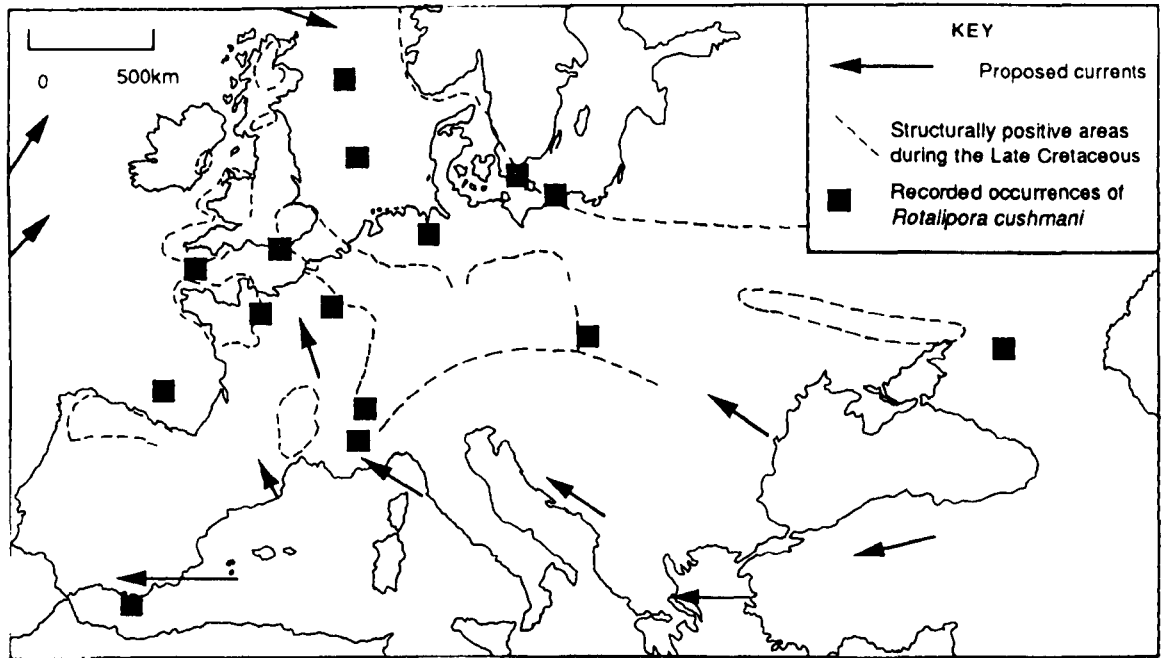 0 500km
KEY
Proposed currents
Structurally positive areas
during the Late Cretaceous
Recorded occurrences of
Rotalipora cushmani